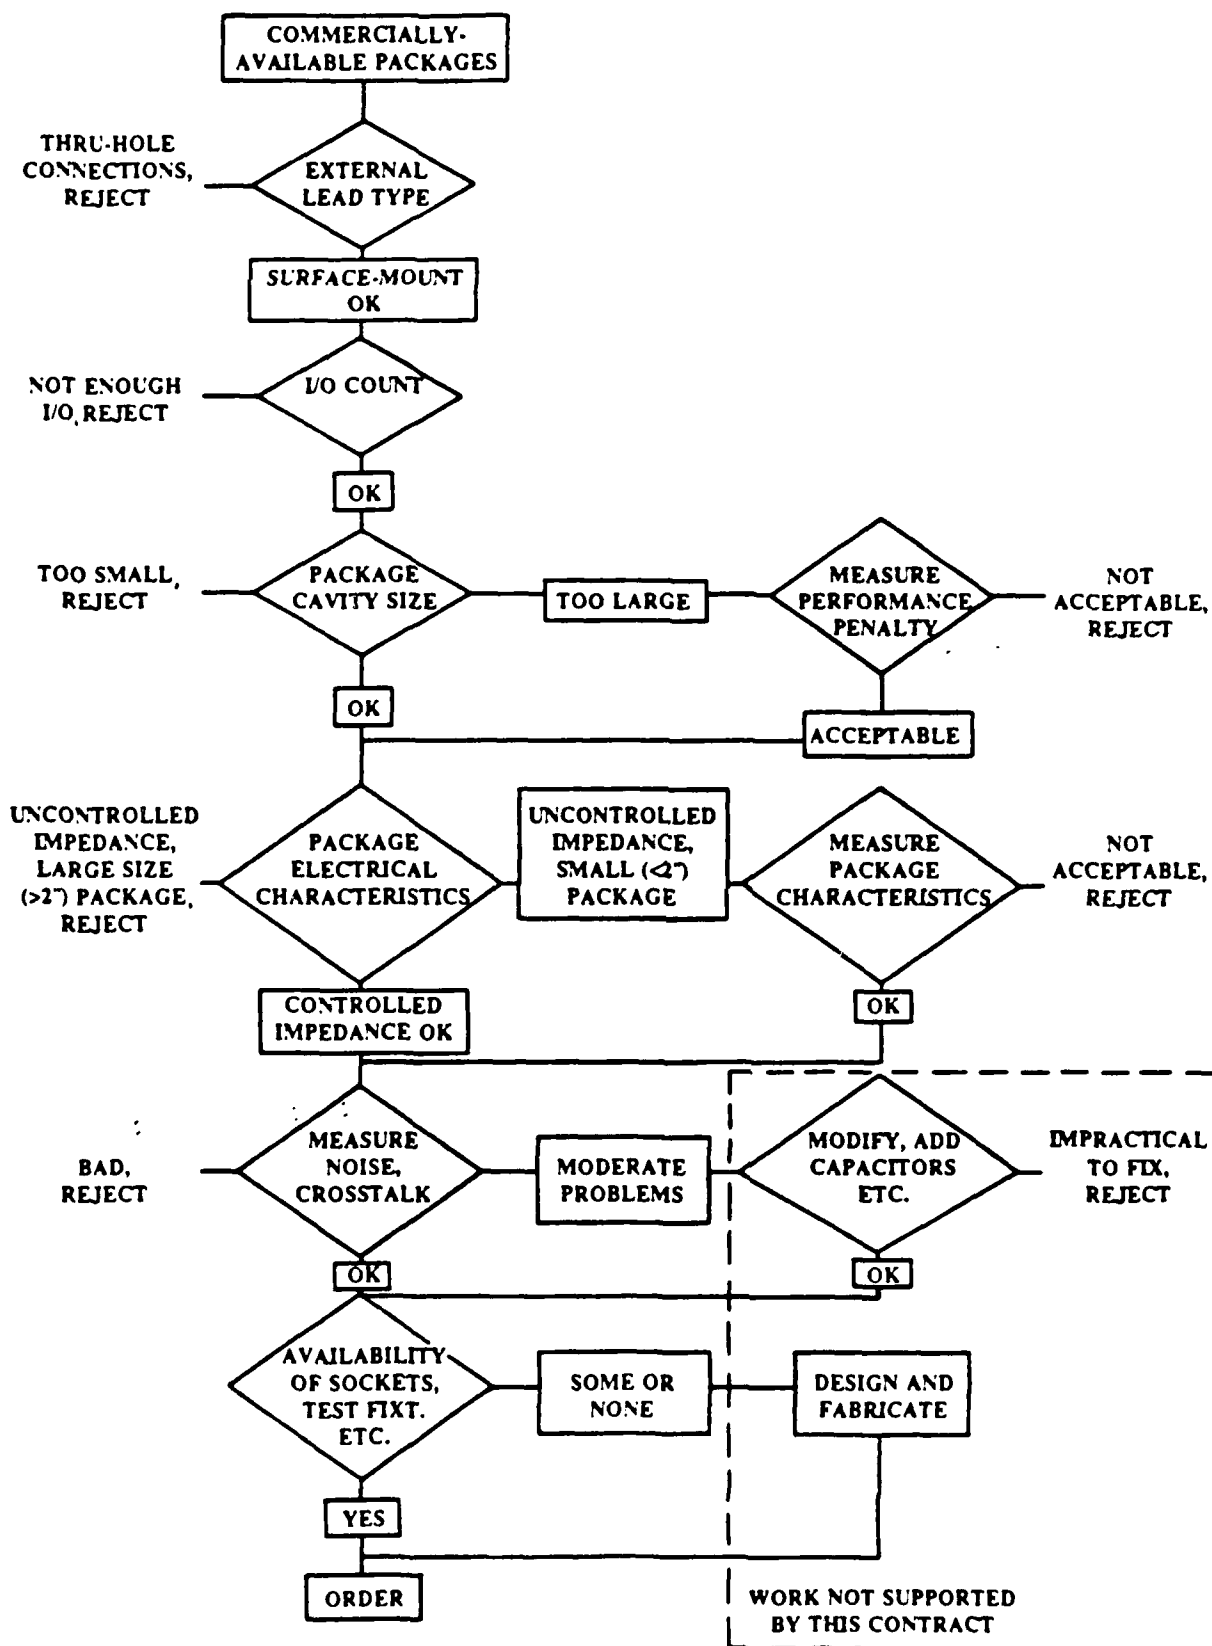 COMMERCIALLY-
AVAILABLE PACKAGES
THRU-HOLE
CONNECTIONS,
REJECT
EXTERNAL
LEAD TYPE
SURFACE-MOUNT
OK
NOT ENOUGH
I/O, REJECT
I/O COUNT
OK
TOO SMALL,
REJECT
PACKAGE
CAVITY SIZE
TOO LARGE
MEASURE
PERFORMANCE
PENALTY
NOT
ACCEPTABLE,
REJECT
OK
ACCEPTABLE
UNCONTROLLED
IMPEDANCE,
LARGE SIZE
(>2") PACKAGE,
REJECT
PACKAGE
ELECTRICAL
CHARACTERISTICS
UNCONTROLLED
IMPEDANCE,
SMALL (<2")
PACKAGE
MEASURE
PACKAGE
CHARACTERISTICS
NOT
ACCEPTABLE,
REJECT
CONTROLLED
IMPEDANCE OK
OK
BAD,
REJECT
MEASURE
NOISE,
CROSSTALK
MODERATE
PROBLEMS
MODIFY, ADD
CAPACITORS
ETC.
IMPRACTICAL
TO FIX,
REJECT
OK
OK
AVAILABILITY
OF SOCKETS,
TEST FIXT.
ETC.
SOME OR
NONE
DESIGN AND
FABRICATE
YES
ORDER
WORK NOT SUPPORTED
BY THIS CONTRACT